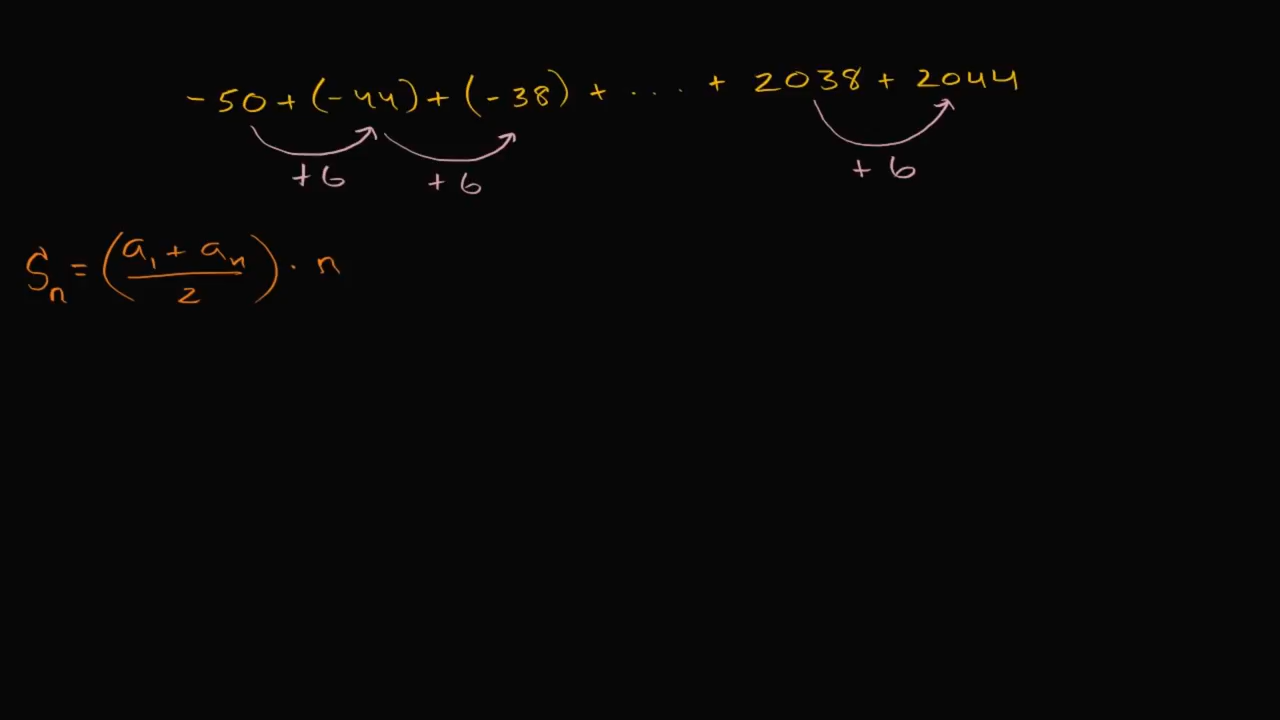 -50 + (-44) + (-38) + .... + 2038 + 2044
+6 +6 +6
Sn = (a1 + an / 2) · n